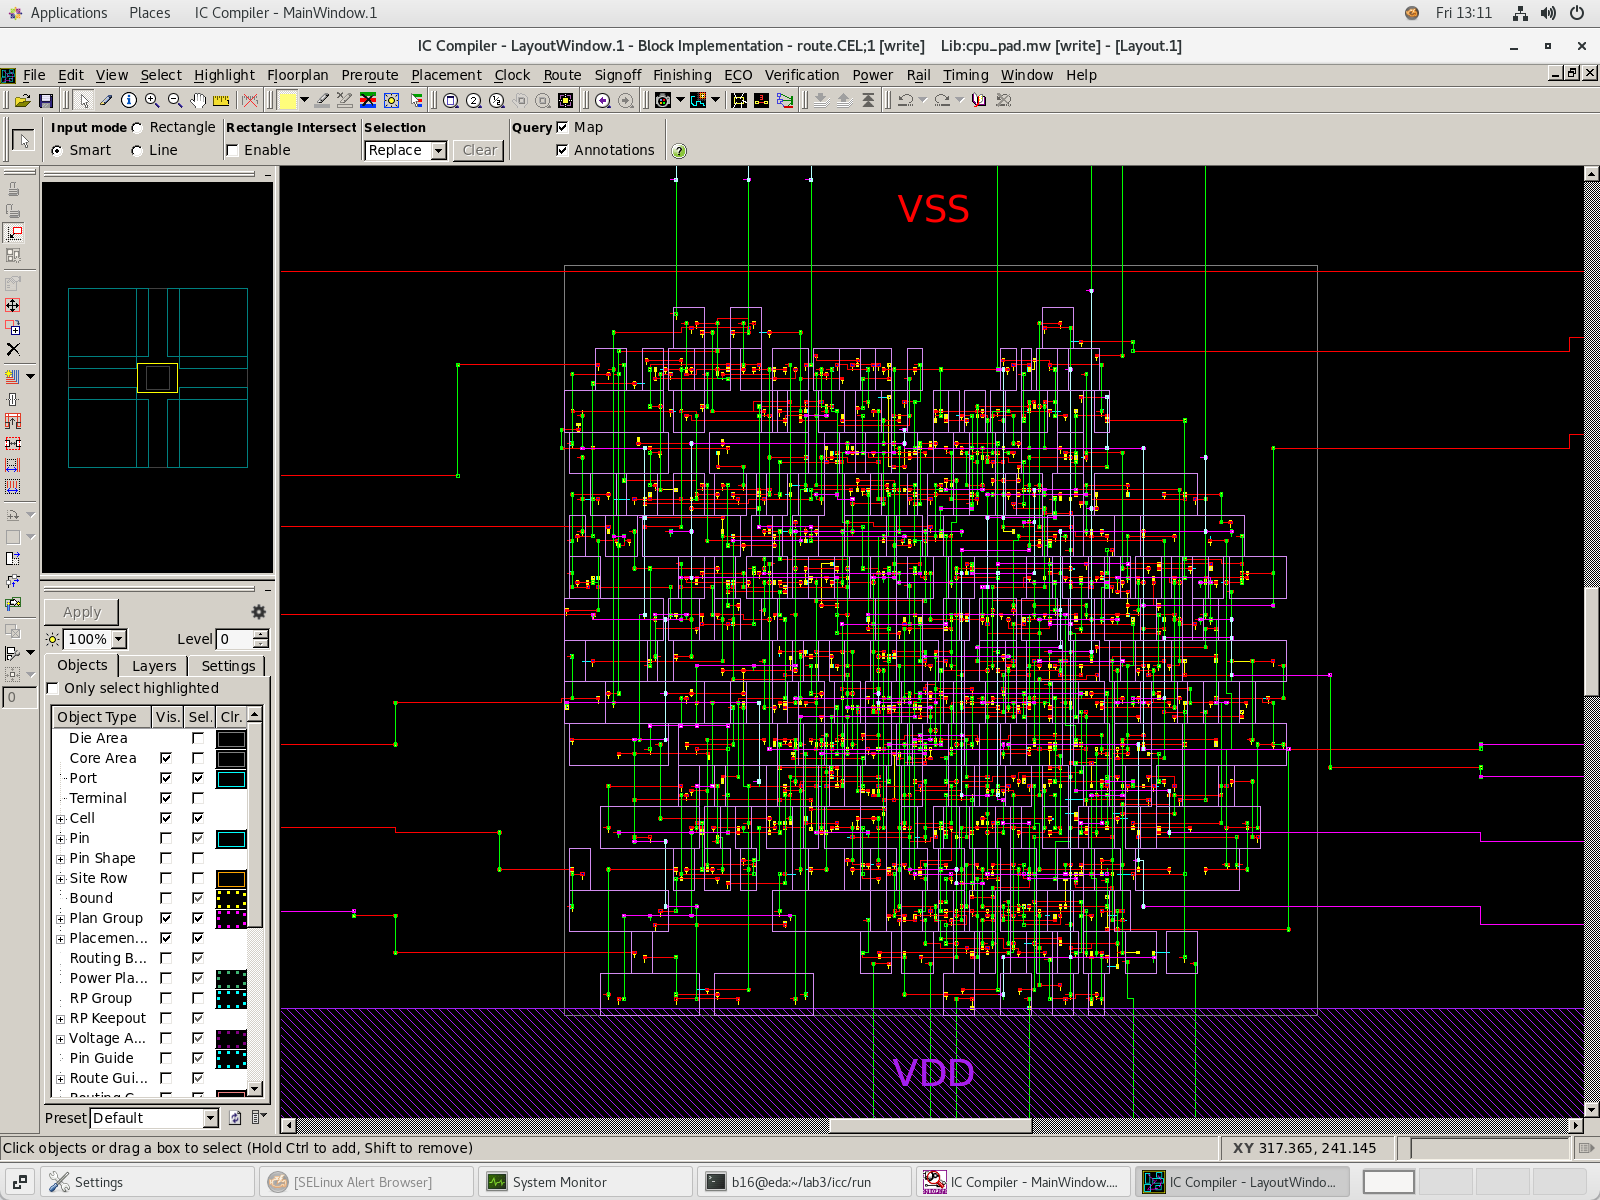 Applications Places IC Compiler - MainWindow.1 Fri 13:11
IC Compiler - LayoutWindow.1 - Block Implementation - route.CEL;1 [write] Lib:cpu_pad.mw [write] - [Layout.1]
File Edit View Select Highlight Floorplan Preroute Placement Clock Route Signoff Finishing ECO Verification Power Rail Timing Window Help
Input mode Rectangle Rectangle Intersect Selection Query Map
Smart Line Enable Replace Clear Annotations
VSS
Apply
100% Level 0
Objects Layers Settings
Only select highlighted
0
Object Type Vis. Sel. Clr.
Die Area
Core Area
Port
Terminal
Cell
Pin
Pin Shape
Site Row
Bound
Plan Group
Placemen...
Routing B...
Power Pla...
RP Group
RP Keepout
Voltage A...
Pin Guide
Route Gui...
VDD
Preset Default
Click objects or drag a box to select (Hold Ctrl to add, Shift to remove) XY 317.365, 241.145
Settings [SELinux Alert Browser] System Monitor b16@eda:~/lab3/icc/run IC Compiler - MainWindow.... IC Compiler - LayoutWindo...